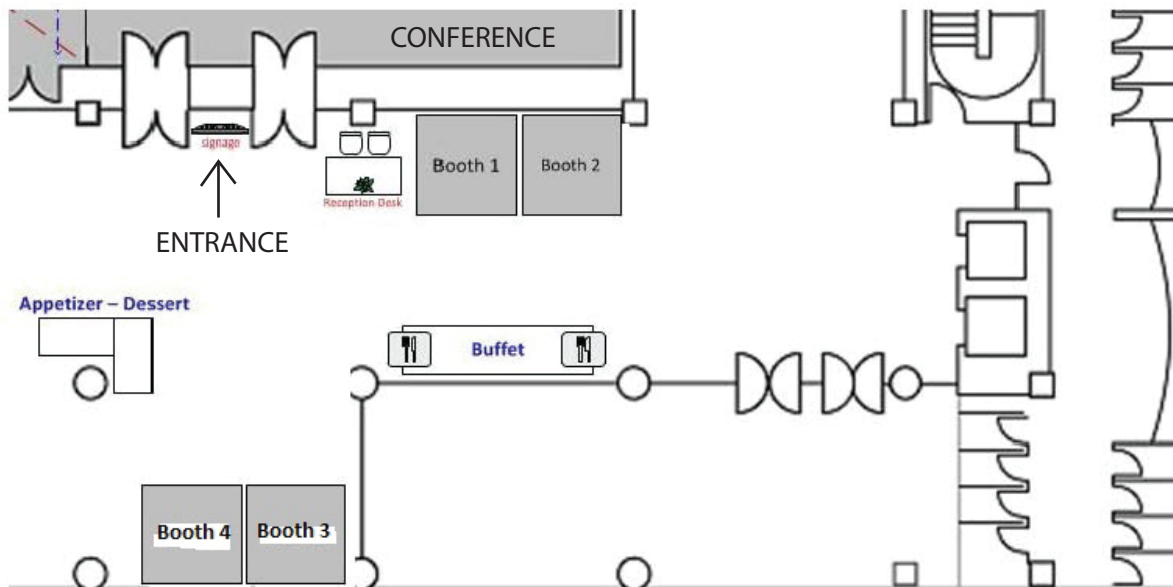 CONFERENCE
signage
Booth 1
Booth 2
Reception Desk
ENTRANCE
Appetizer – Dessert
Buffet
Booth 4
Booth 3